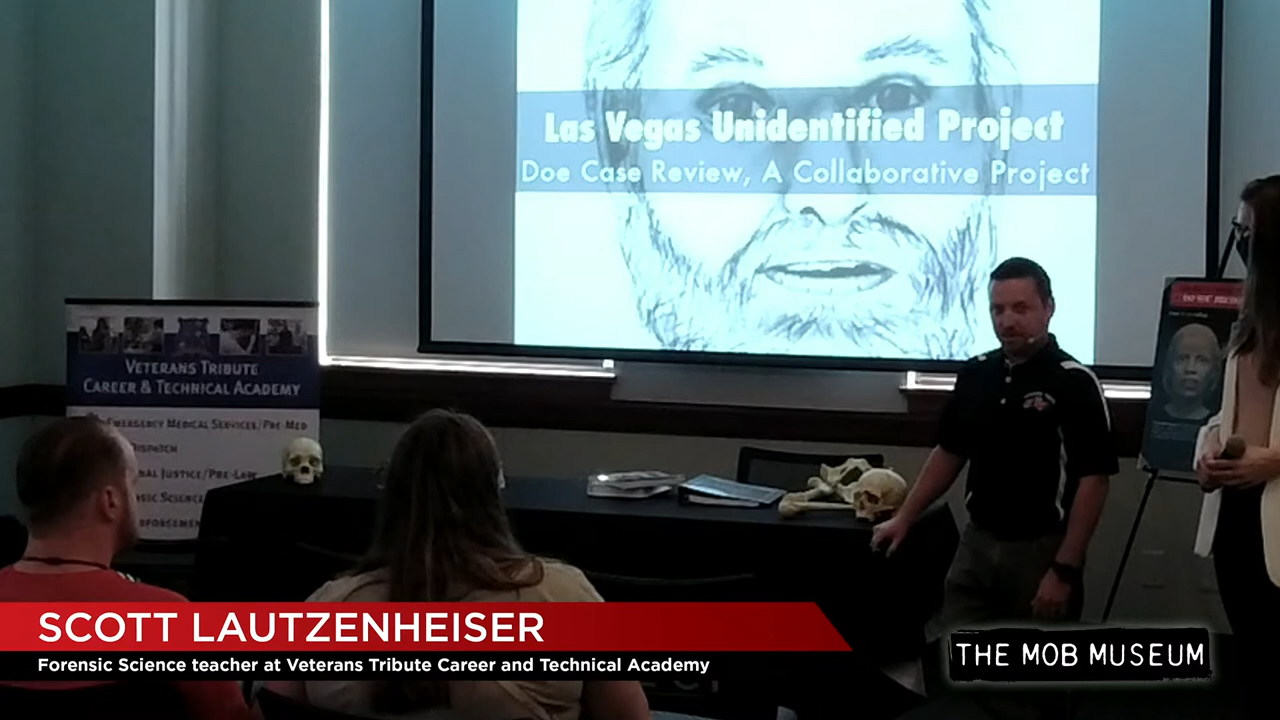 Las Vegas Unidentified Project
Doe Case Review, A Collaborative Project
VETERANS TRIBUTE
CAREER & TECHNICAL ACADEMY
EMERGENCY MEDICAL SERVICES/PRE-MED
DISPATCH
JUSTICE/PRE-LAW
SCIENCE
SCOTT LAUTZENHEISER
Forensic Science teacher at Veterans Tribute Career and Technical Academy
THE MOB MUSEUM